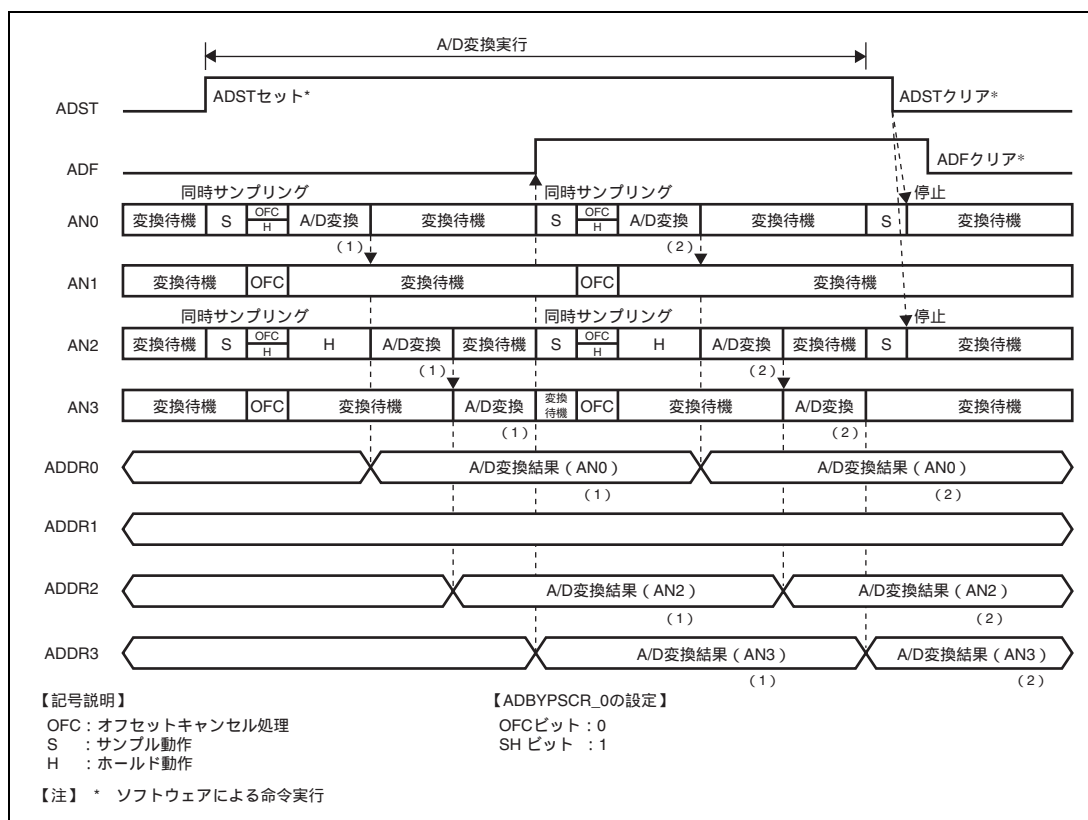 A/D変換実行
ADST
ADSTセット*
ADSTクリア*
ADF
ADFクリア*
同時サンプリング
同時サンプリング
停止
AN0
変換待機
S
OFC
H
A/D変換
変換待機
S
OFC
H
A/D変換
変換待機
S
変換待機
(1)
(2)
AN1
変換待機
OFC
変換待機
OFC
変換待機
同時サンプリング
同時サンプリング
停止
AN2
変換待機
S
OFC
H
H
A/D変換
変換待機
S
OFC
H
H
A/D変換
変換待機
S
変換待機
(1)
(2)
AN3
変換待機
OFC
変換待機
A/D変換
変換
待機
OFC
変換待機
A/D変換
変換待機
(1)
(2)
ADDR0
A/D変換結果(AN0)
A/D変換結果(AN0)
(1)
(2)
ADDR1
ADDR2
A/D変換結果(AN2)
A/D変換結果(AN2)
(1)
(2)
ADDR3
A/D変換結果(AN3)
A/D変換結果(AN3)
(1)
(2)
【記号説明】
OFC:オフセットキャンセル処理
S :サンプル動作
H :ホールド動作
【ADBYPSCR_0の設定】
OFCビット:0
SH ビット :1
【注】 * ソフトウェアによる命令実行